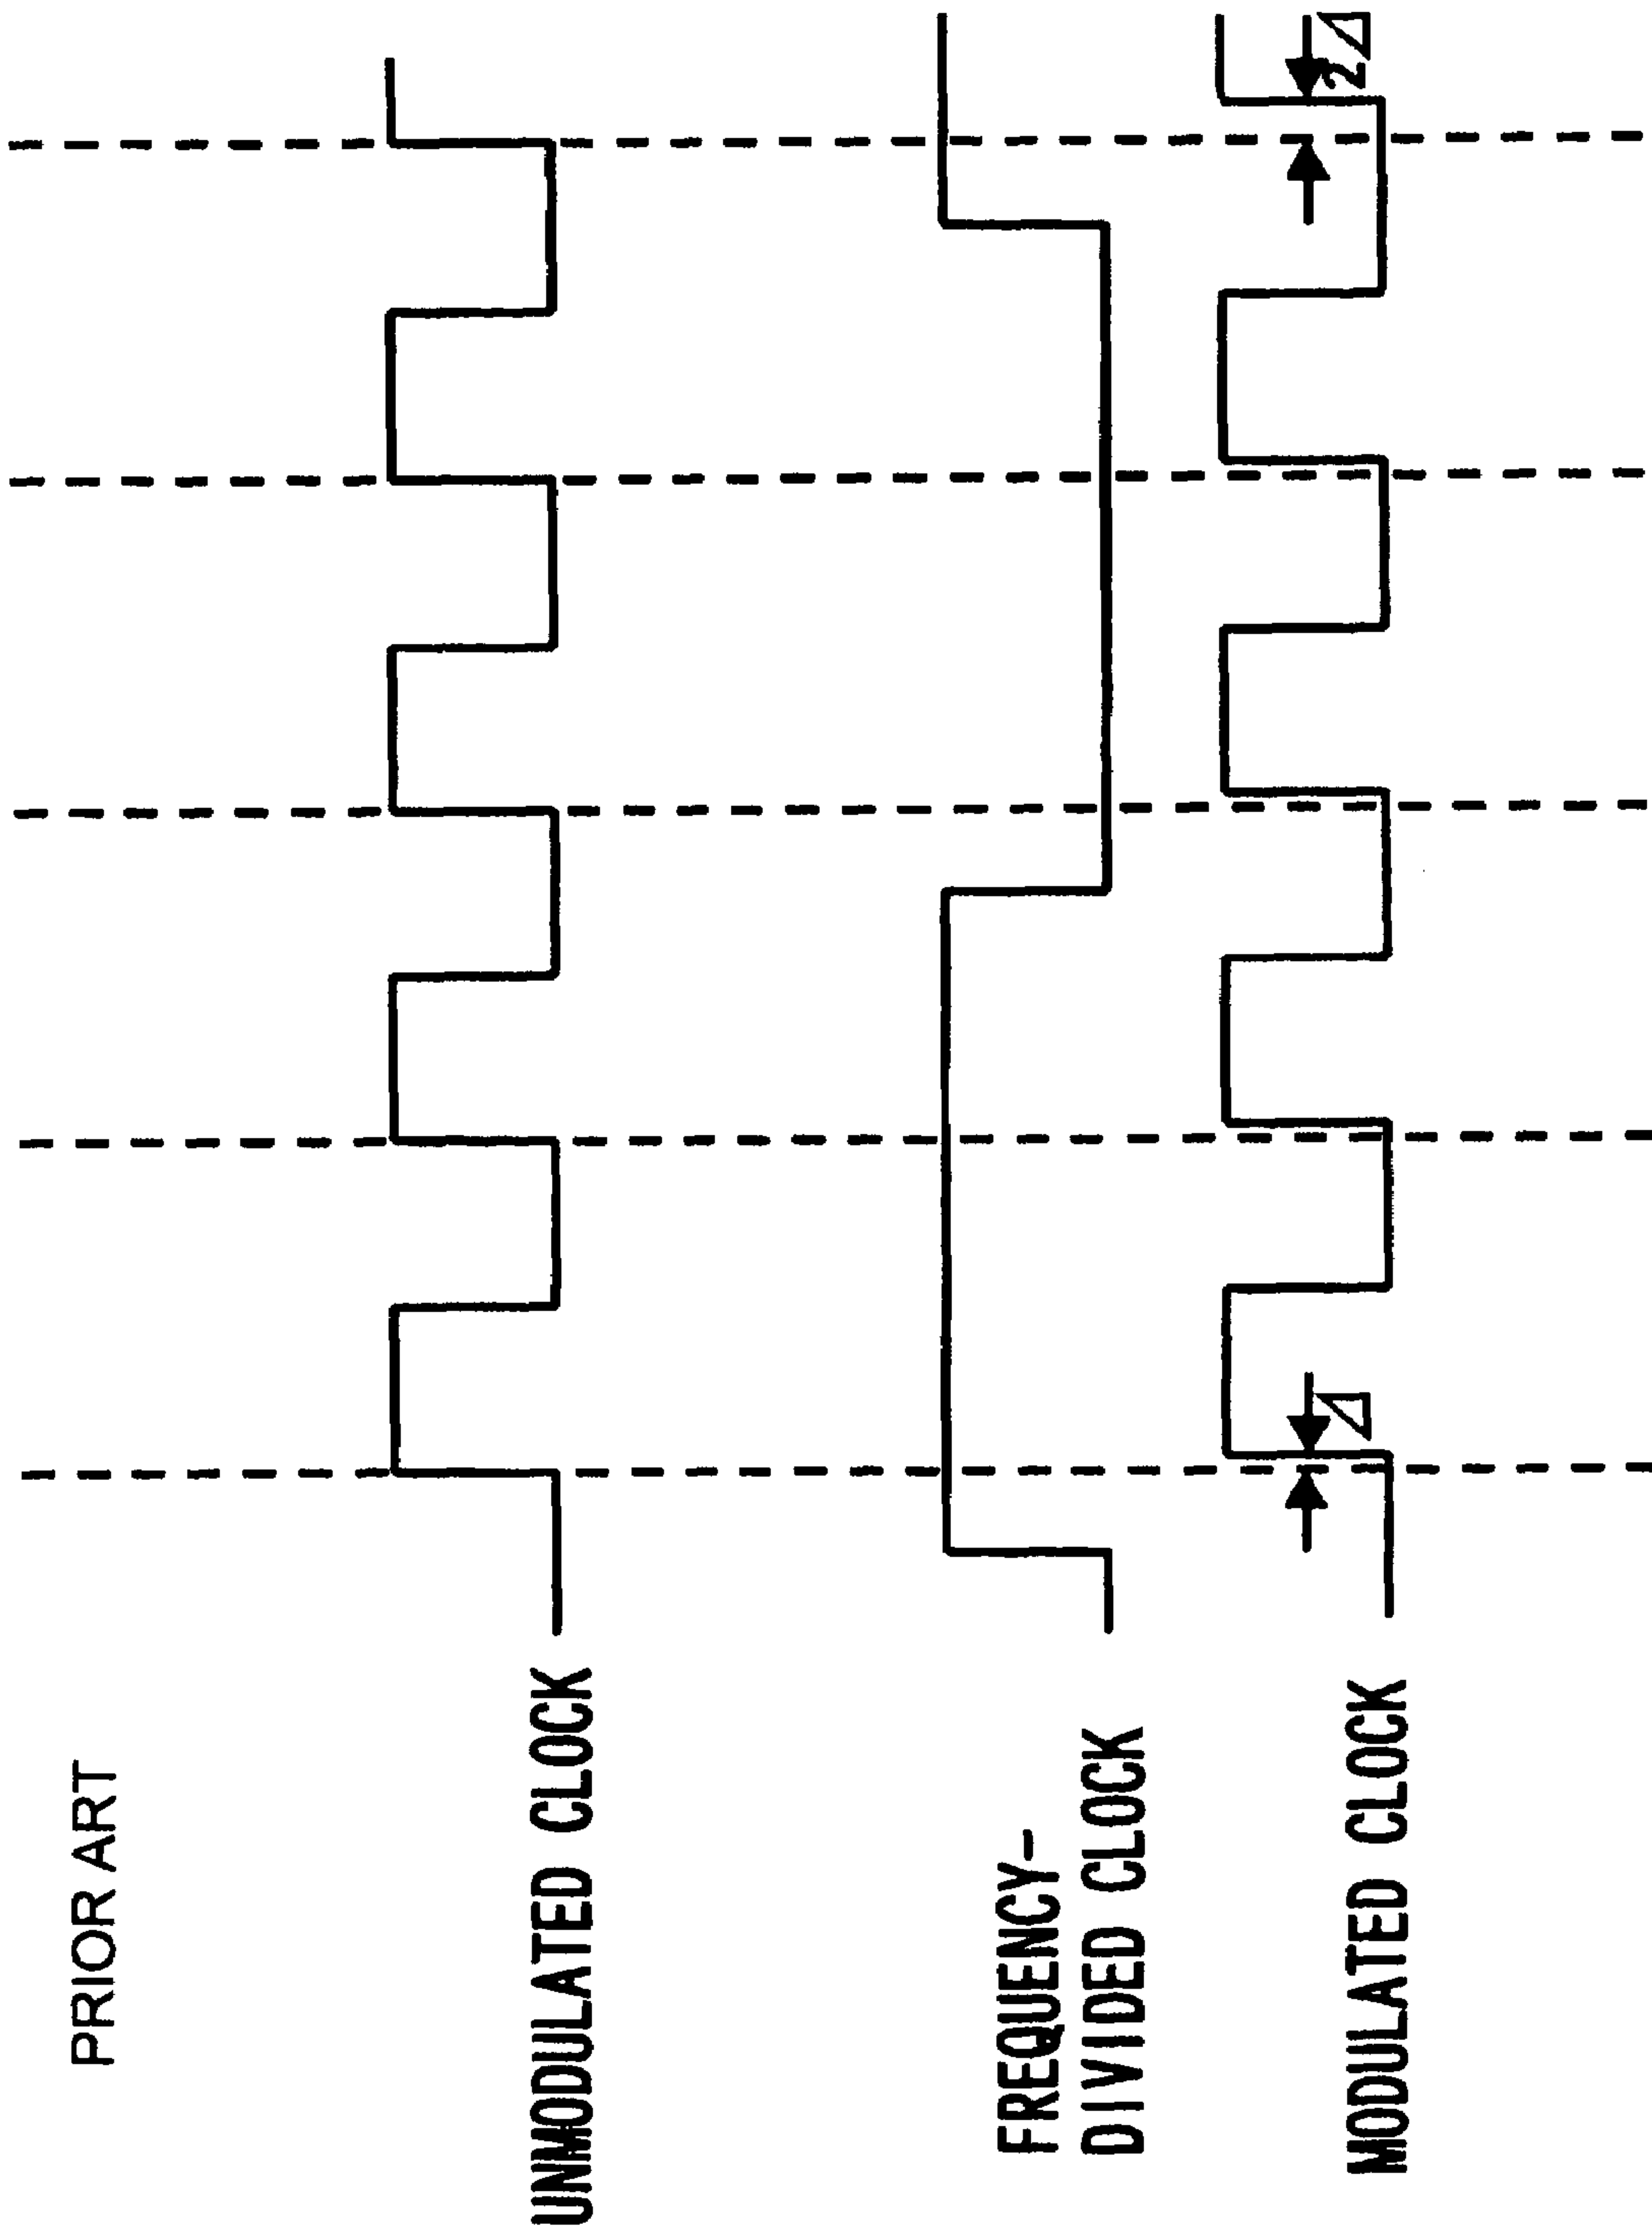 PRIOR ART
UNMODULATED CLOCK
FREQUENCY-
DIVIDED CLOCK
MODULATED CLOCK
Δ
2Δ